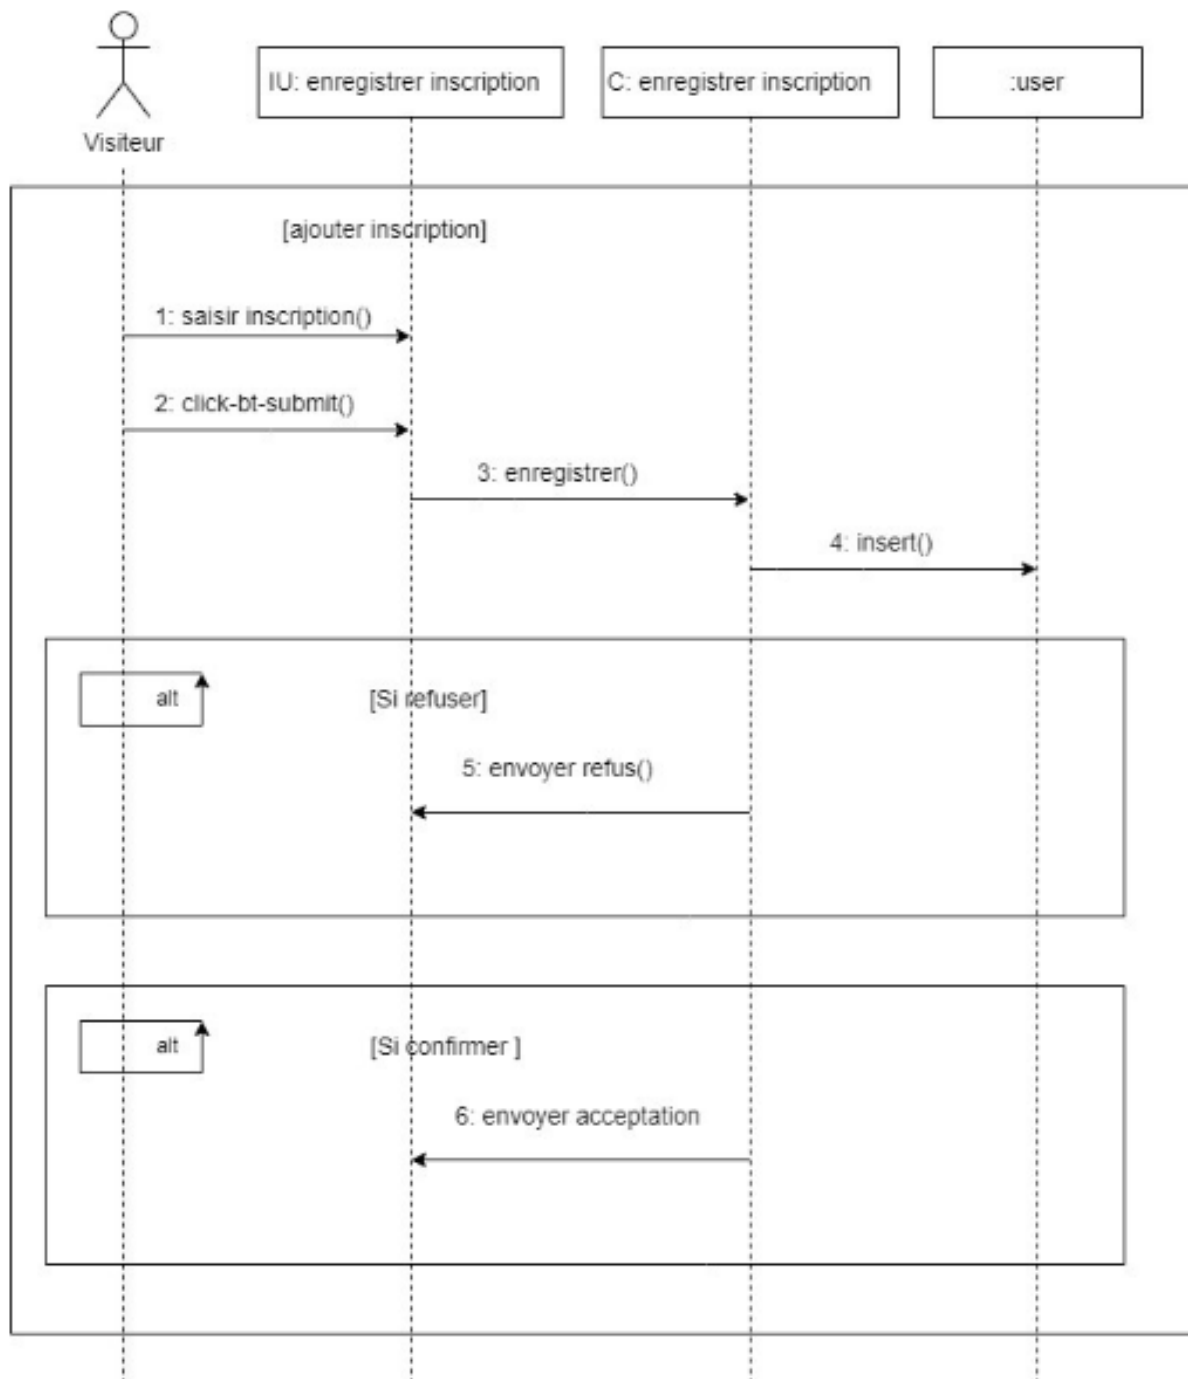 IU: enregistrer inscription
C: enregistrer inscription
:user
Visiteur
[ajouter inscription]
1: saisir inscription()
2: click-bt-submit()
3: enregistrer()
4: insert()
alt
[Si refuser]
5: envoyer refus()
alt
[Si confirmer ]
6: envoyer acceptation